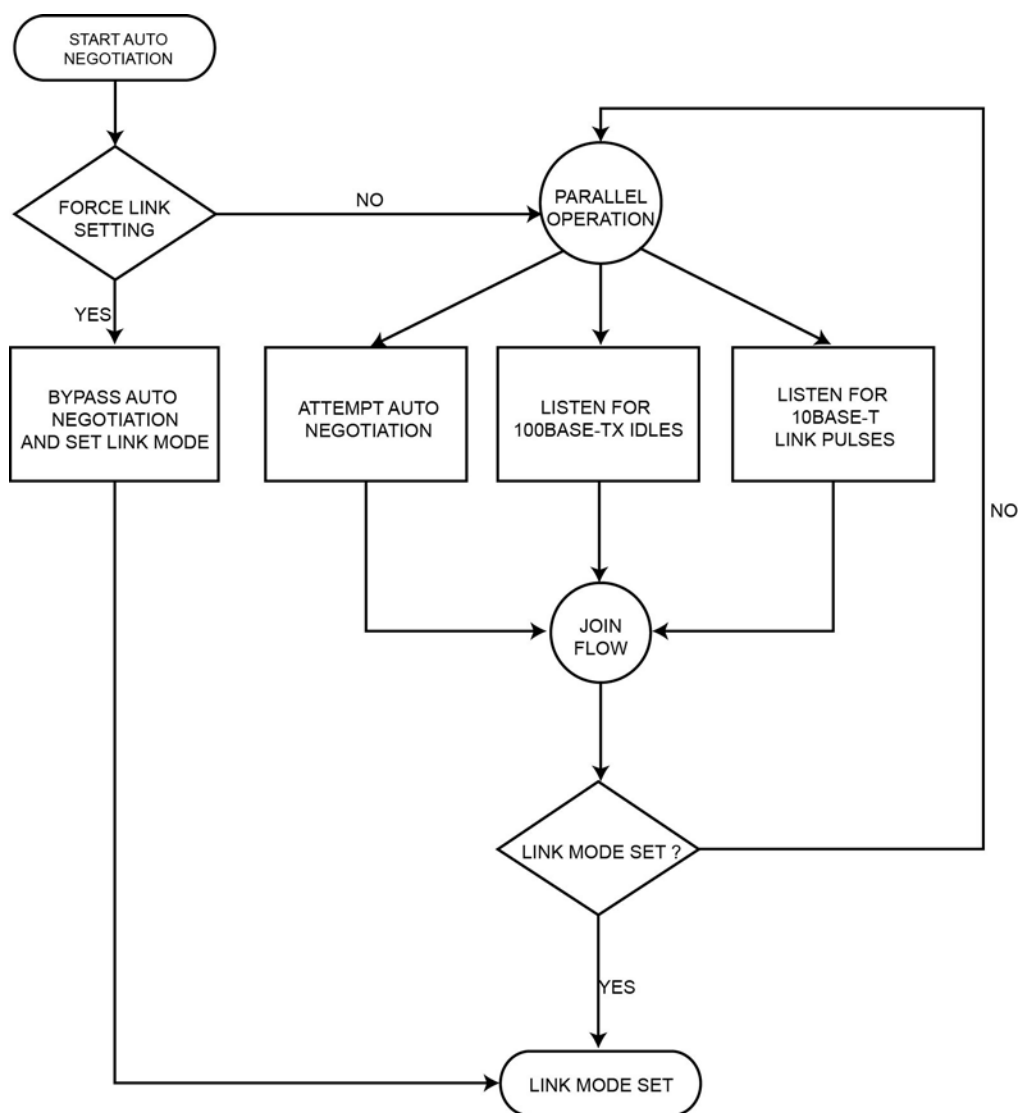 START AUTO
NEGOTIATION
FORCE LINK
SETTING
NO
PARALLEL
OPERATION
YES
BYPASS AUTO
NEGOTIATION
AND SET LINK MODE
ATTEMPT AUTO
NEGOTIATION
LISTEN FOR
100BASE-TX IDLES
LISTEN FOR
10BASE-T
LINK PULSES
NO
JOIN
FLOW
LINK MODE SET ?
YES
LINK MODE SET